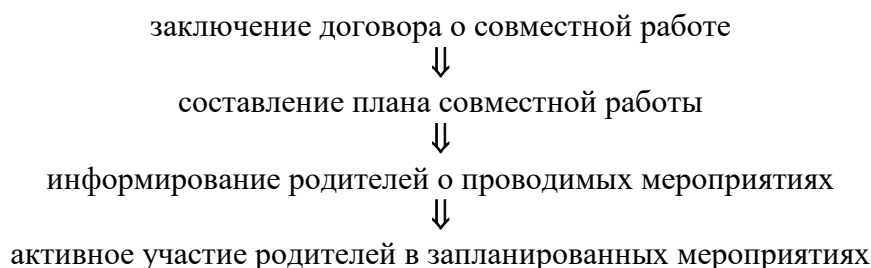 заключение договора о совместной работе
⇓
составление плана совместной работы
⇓
информирование родителей о проводимых мероприятиях
⇓
активное участие родителей в запланированных мероприятиях